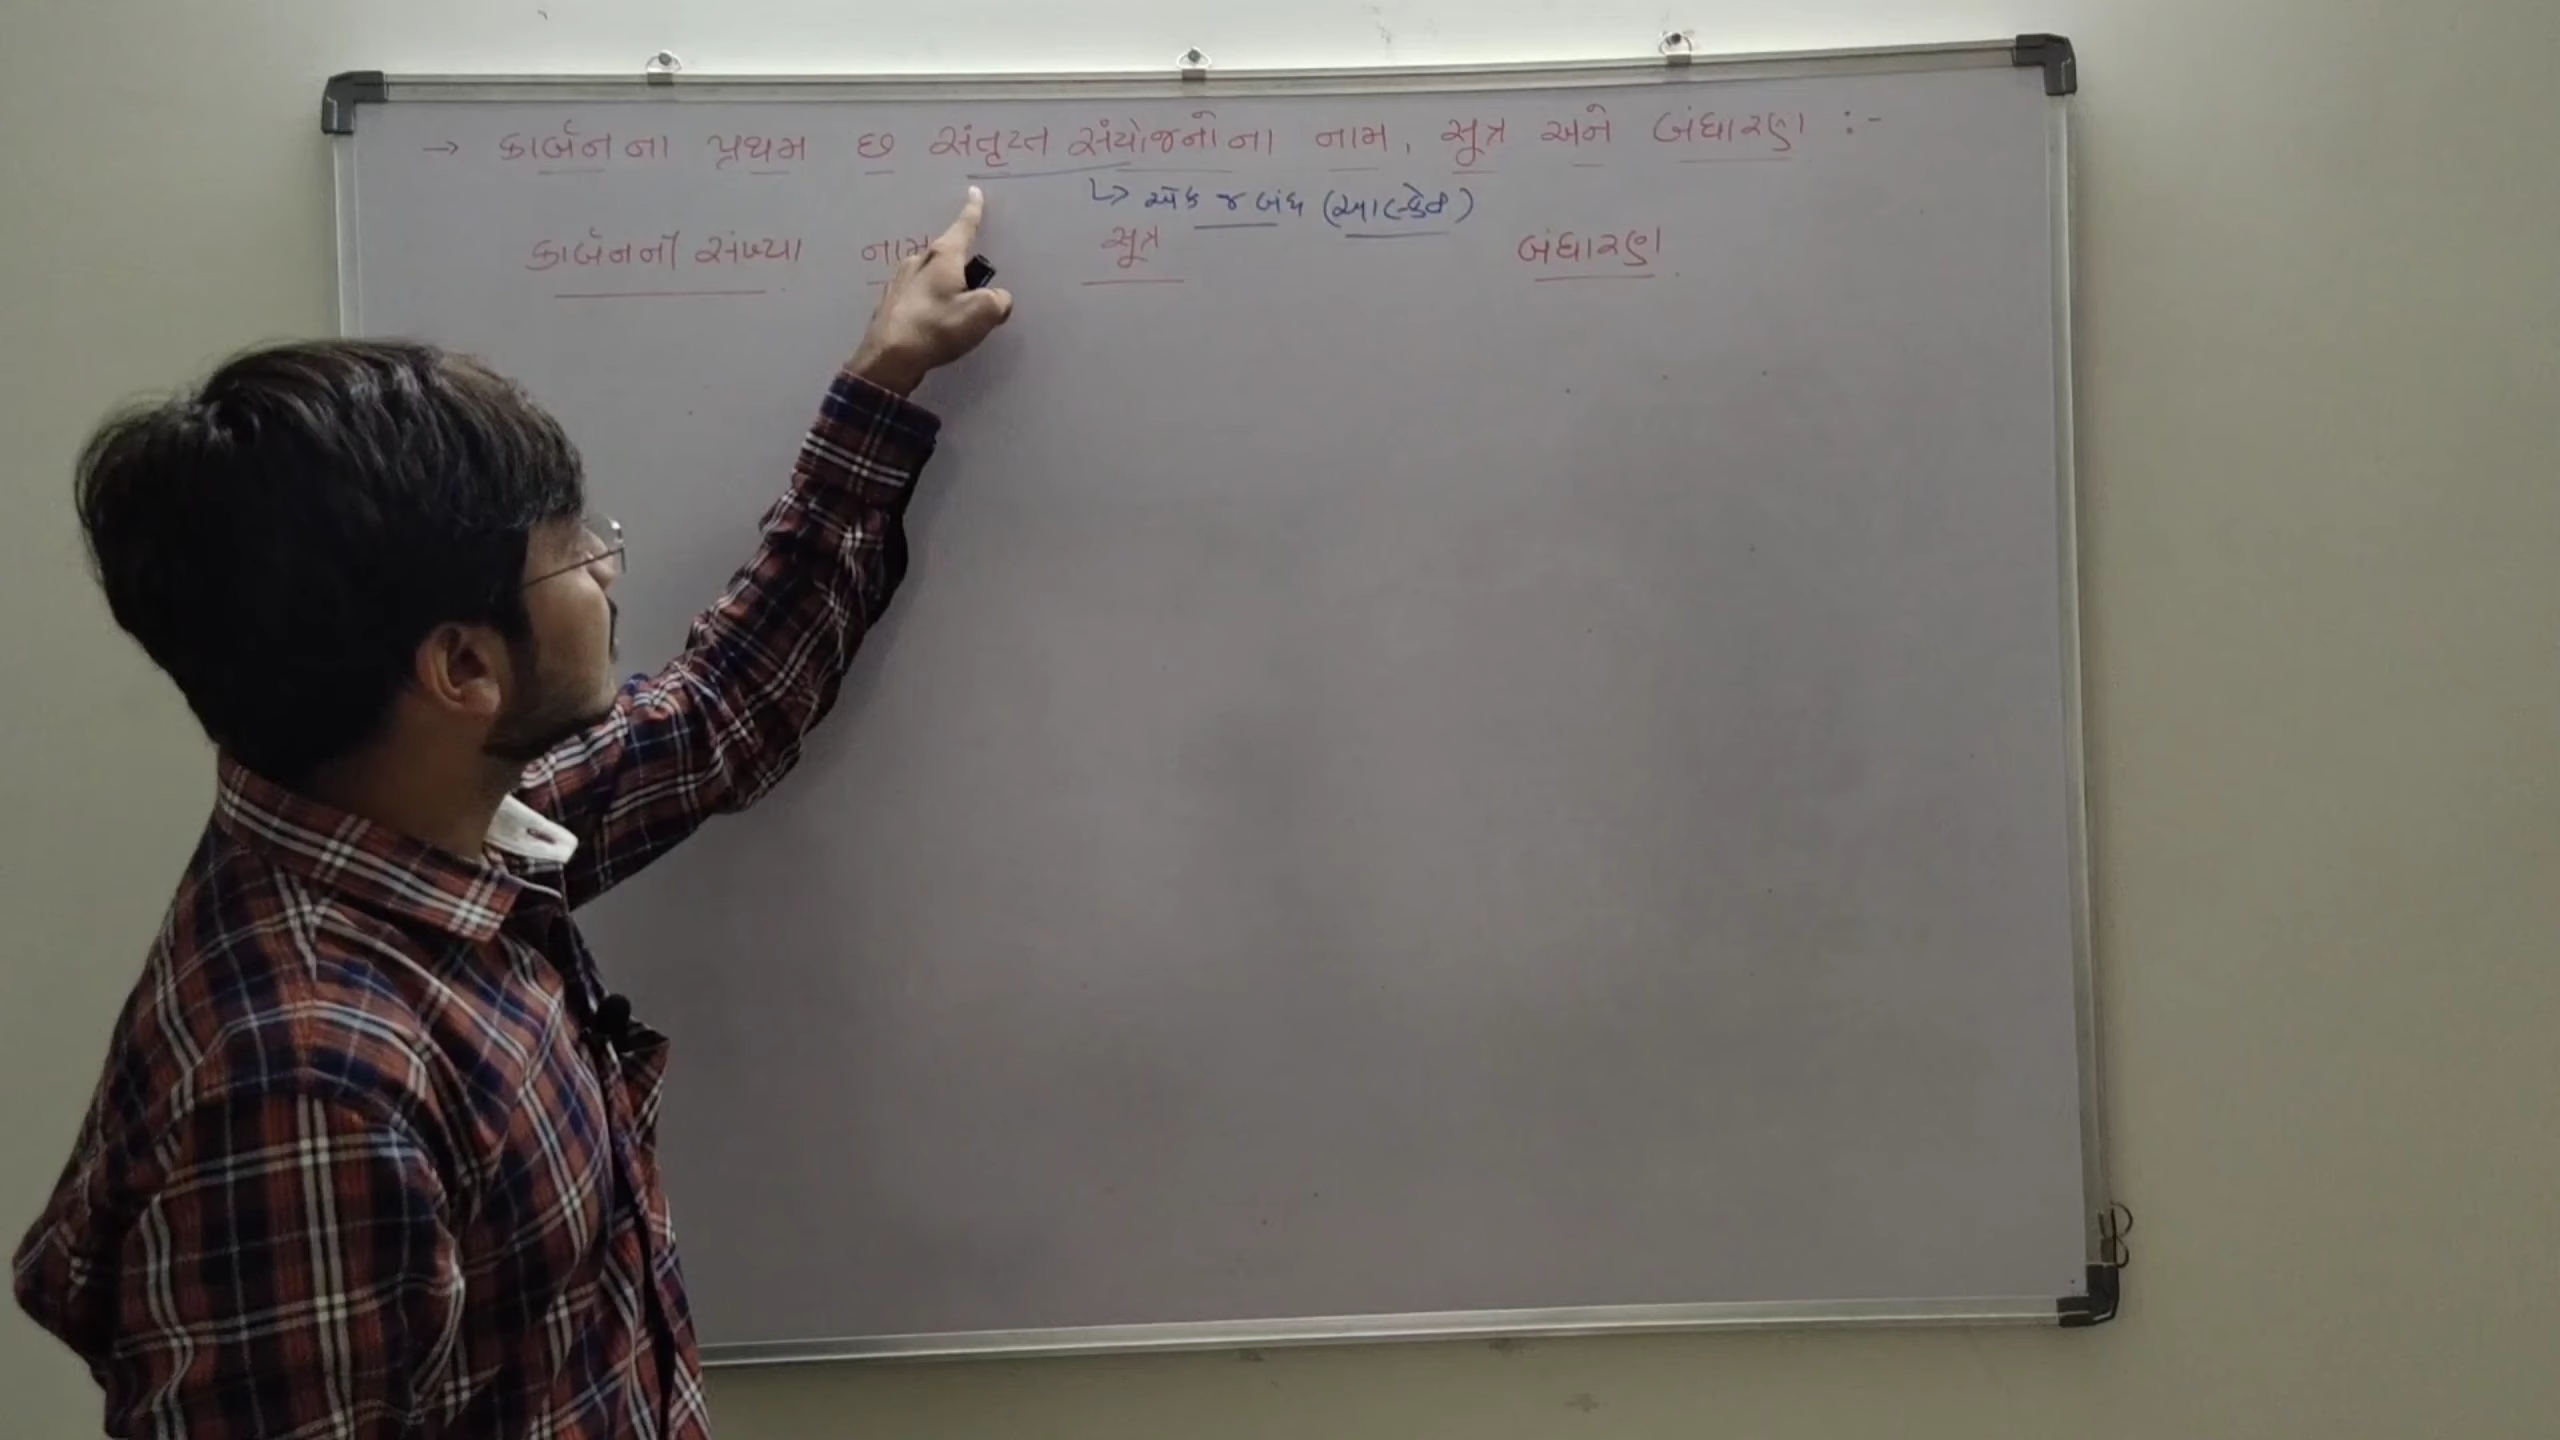 → કાર્બનના પ્રથમ છ સંતૃપ્ત સંયોજનોના નામ, સૂત્ર અને બંધારણ :-
↳ એક જ બંધ (આલ્કેન)
કાર્બનની સંખ્યા નામ સૂત્ર બંધારણ